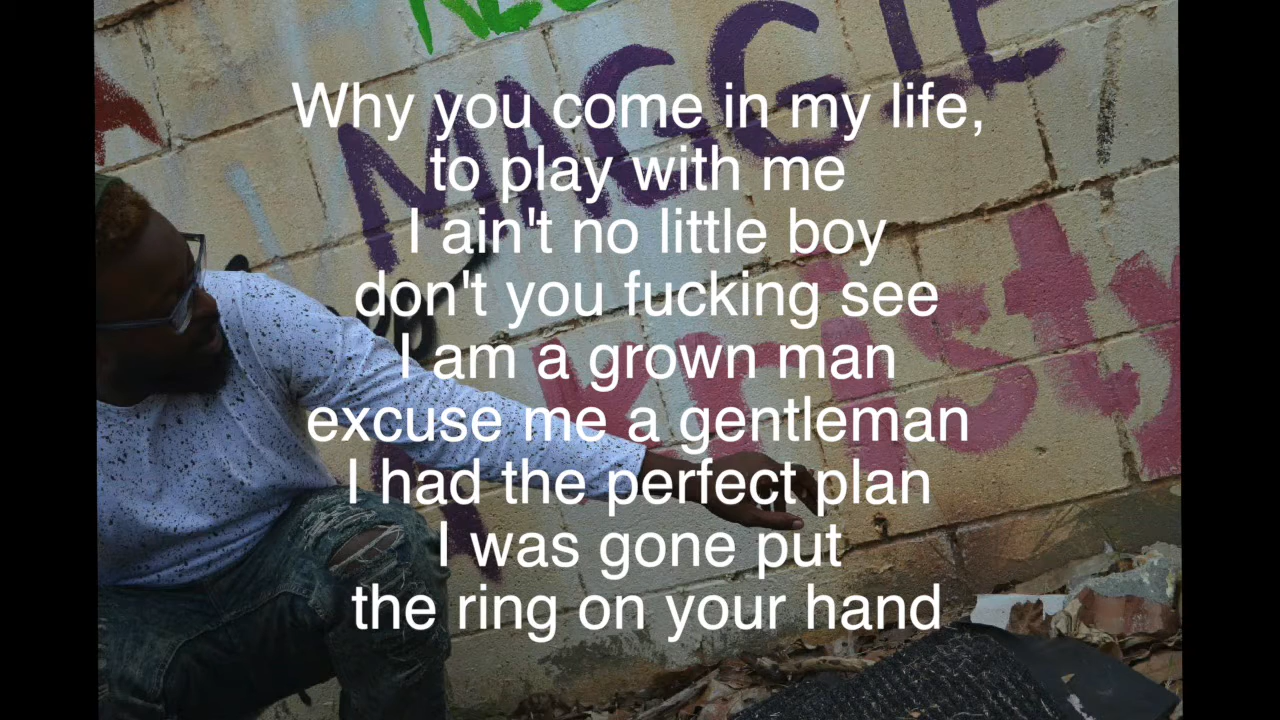 MAGGIE
Why you come in my life,
to play with me
I ain't no little boy
don't you fucking see
I am a grown man
excuse me a gentleman
I had the perfect plan
I was gone put
the ring on your hand
kristy